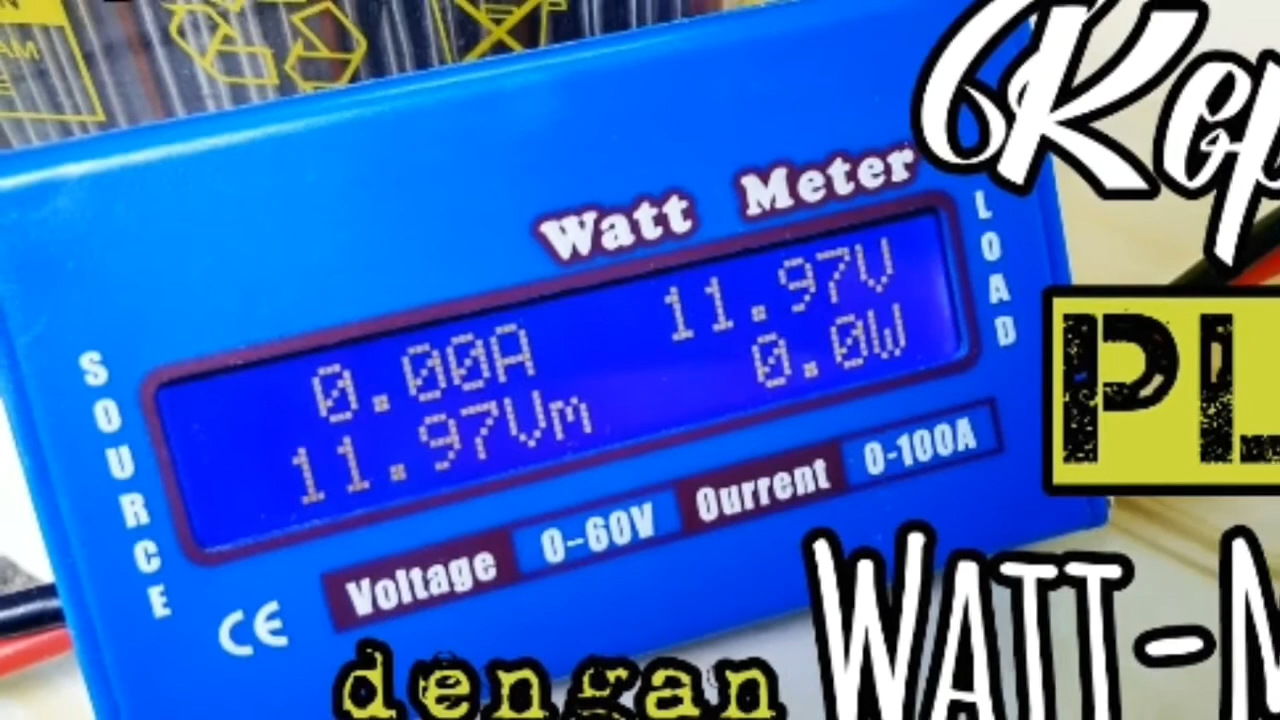 Watt Meter
0.00A 11.97V
11.97Vm 0.0W
SOURCE
LOAD
Voltage 0-60V Ourrent 0-100A
CE
dengan WATT-